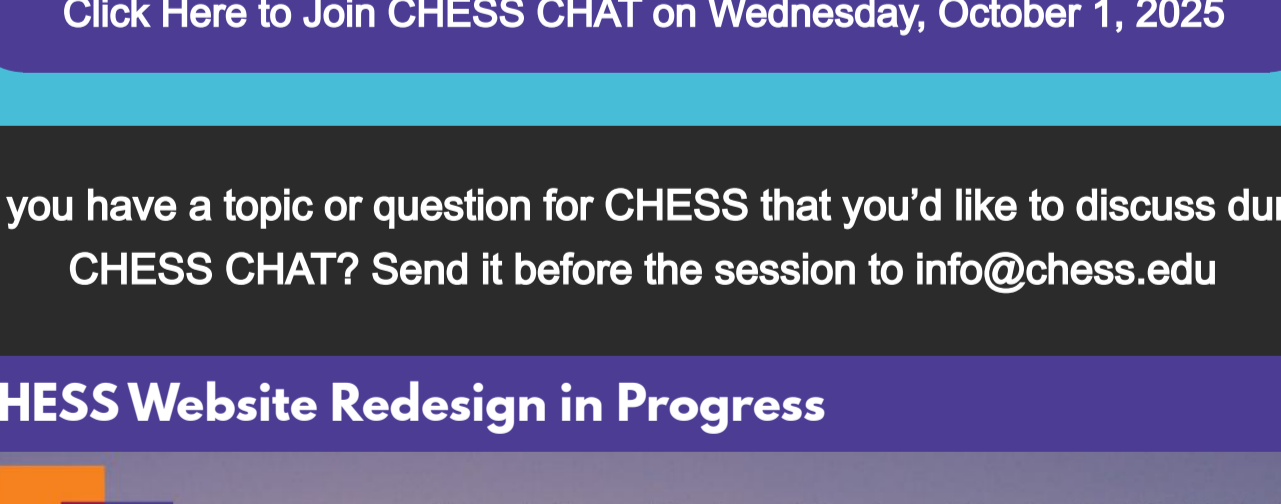 Click Here to Join CHESS CHAT on Wednesday, October 1, 2025
you have a topic or question for CHESS that you’d like to discuss
CHESS CHAT? Send it before the session to info@chess.edu
HESS Website Redesign in Progress